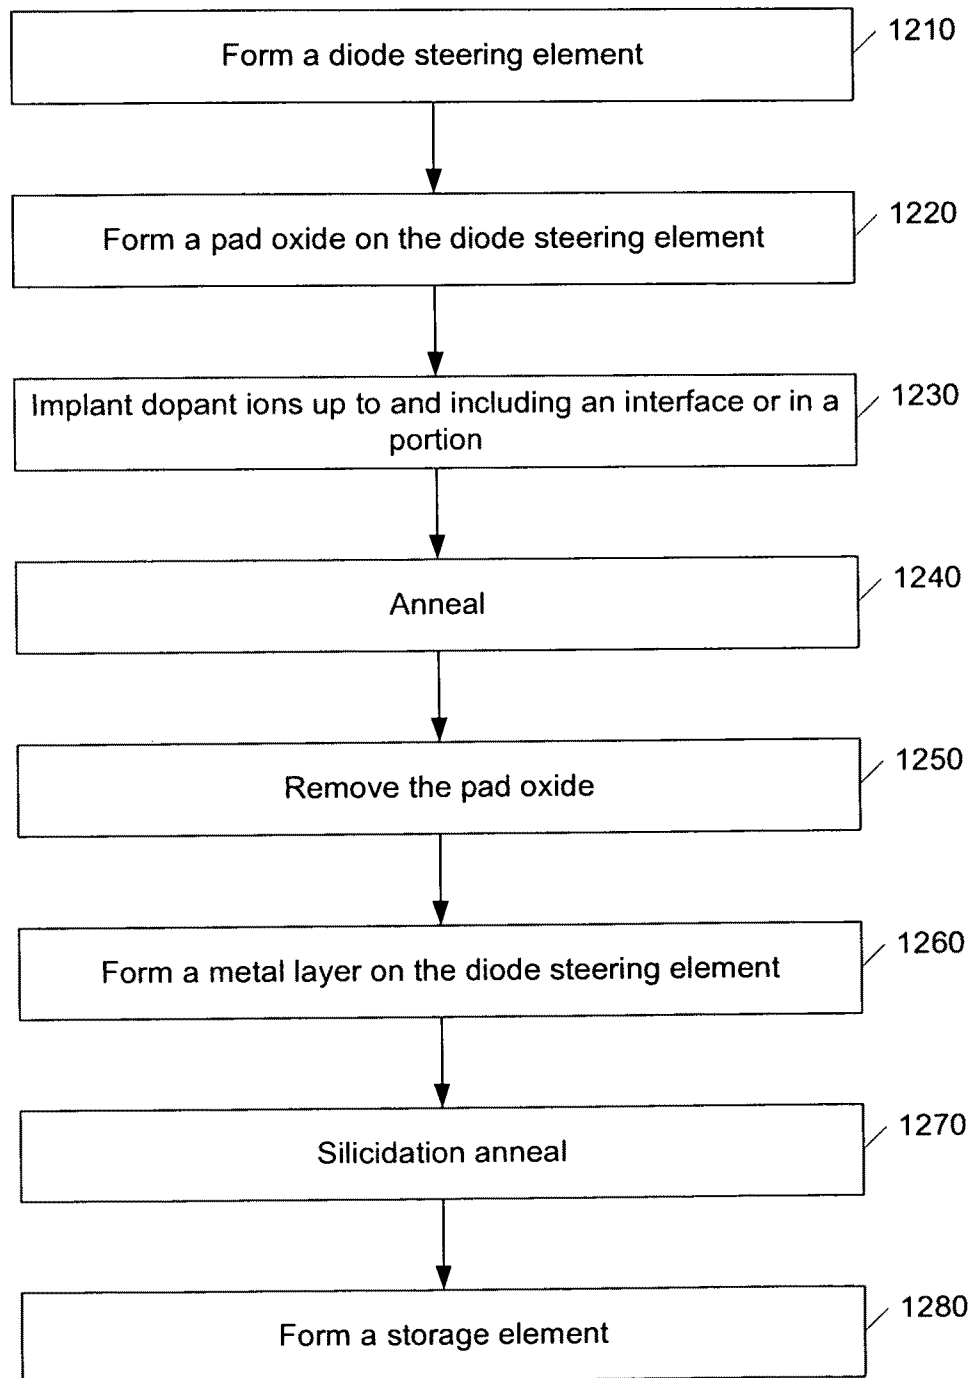 Form a diode steering element
1210
Form a pad oxide on the diode steering element
1220
Implant dopant ions up to and including an interface or in a
portion
1230
Anneal
1240
Remove the pad oxide
1250
Form a metal layer on the diode steering element
1260
Silicidation anneal
1270
Form a storage element
1280